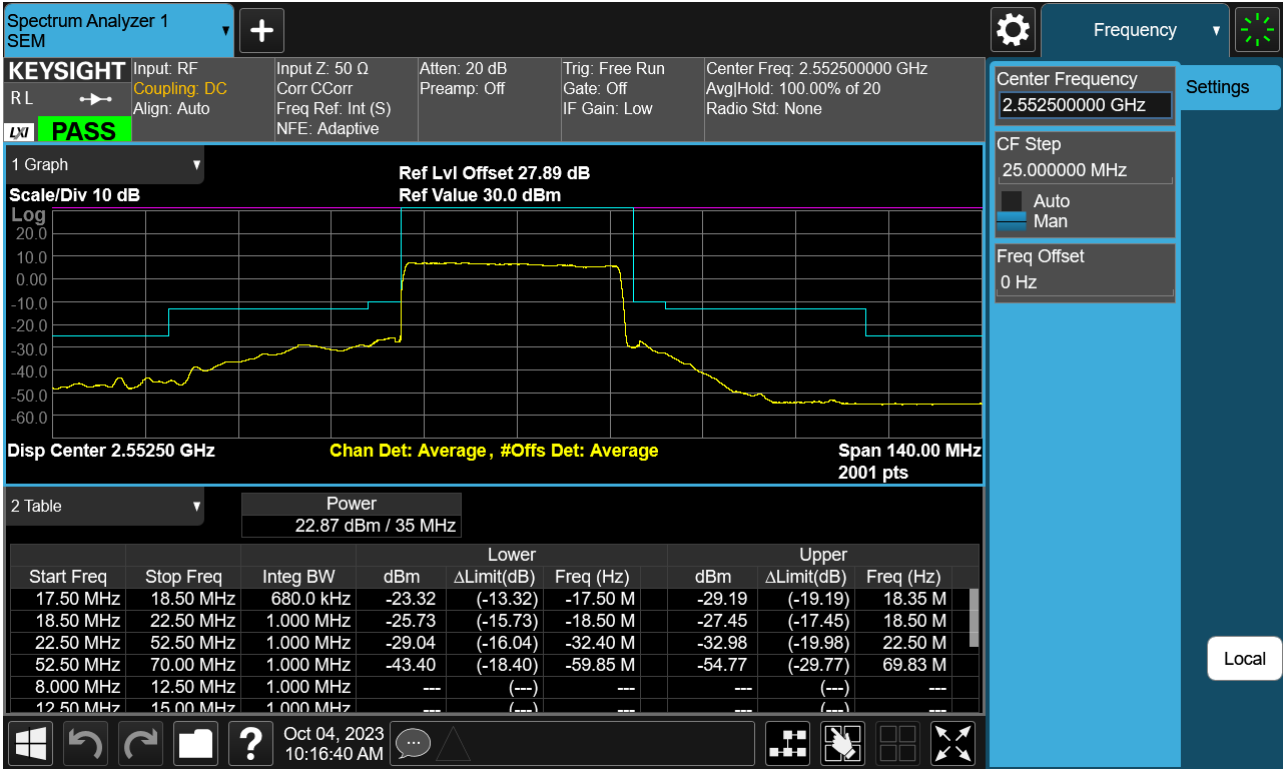 Spectrum Analyzer 1
SEM
Frequency
KEYSIGHT
R L
LXI PASS
Input: RF
Coupling: DC
Align: Auto
Input Z: 50 Ω
Corr CCorr
Freq Ref: Int (S)
NFE: Adaptive
Atten: 20 dB
Preamp: Off
Trig: Free Run
Gate: Off
IF Gain: Low
Center Freq: 2.552500000 GHz
Avg|Hold: 100.00% of 20
Radio Std: None
Center Frequency
2.552500000 GHz
Settings
CF Step
25.000000 MHz
Auto
Man
Freq Offset
0 Hz
1 Graph
Ref Lvl Offset 27.89 dB
Scale/Div 10 dB
Ref Value 30.0 dBm
Log
20.0
10.0
0.00
-10.0
-20.0
-30.0
-40.0
-50.0
-60.0
Disp Center 2.55250 GHz
Chan Det: Average , #Offs Det: Average
Span 140.00 MHz
2001 pts
2 Table
Power
22.87 dBm / 35 MHz
Lower Upper
Start Freq Stop Freq Integ BW dBm ΔLimit(dB) Freq (Hz) dBm ΔLimit(dB) Freq (Hz)
17.50 MHz 18.50 MHz 680.0 kHz -23.32 (-13.32) -17.50 M -29.19 (-19.19) 18.35 M
18.50 MHz 22.50 MHz 1.000 MHz -25.73 (-15.73) -18.50 M -27.45 (-17.45) 18.50 M
22.50 MHz 52.50 MHz 1.000 MHz -29.04 (-16.04) -32.40 M -32.98 (-19.98) 22.50 M
52.50 MHz 70.00 MHz 1.000 MHz -43.40 (-18.40) -59.85 M -54.77 (-29.77) 69.83 M
8.000 MHz 12.50 MHz 1.000 MHz --- (---) --- --- (---) ---
12.50 MHz 15.00 MHz 1.000 MHz --- (---) --- --- (---) ---
Local
?
Oct 04, 2023
10:16:40 AM